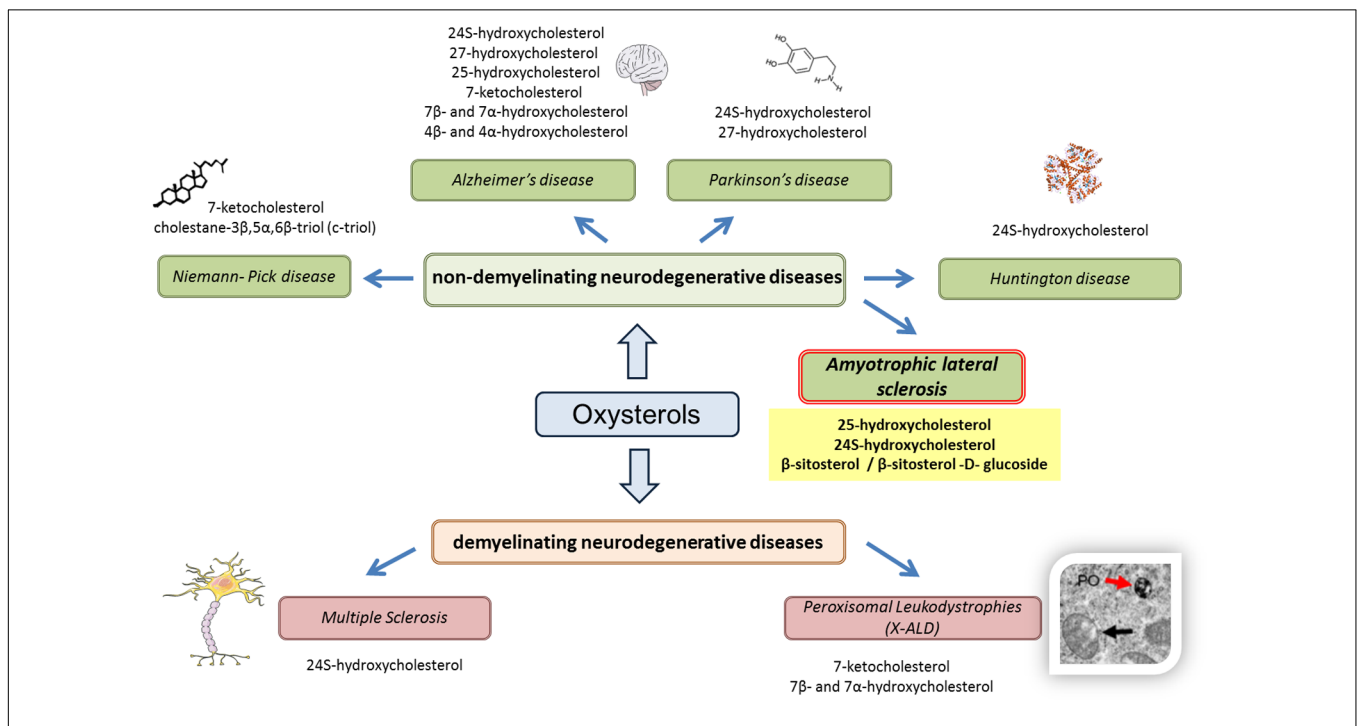 24S-hydroxycholesterol
27-hydroxycholesterol
25-hydroxycholesterol
7-ketocholesterol
7β- and 7α-hydroxycholesterol
4β- and 4α-hydroxycholesterol
Alzheimer's disease
HO
HO
N
H
H
24S-hydroxycholesterol
27-hydroxycholesterol
Parkinson's disease
7-ketocholesterol
cholestane-3β,5α,6β-triol (c-triol)
Niemann- Pick disease
non-demyelinating neurodegenerative diseases
24S-hydroxycholesterol
Huntington disease
Amyotrophic lateral
sclerosis
25-hydroxycholesterol
24S-hydroxycholesterol
β-sitosterol / β-sitosterol -D- glucoside
Oxysterols
demyelinating neurodegenerative diseases
Multiple Sclerosis
24S-hydroxycholesterol
Peroxisomal Leukodystrophies
(X-ALD)
7-ketocholesterol
7β- and 7α-hydroxycholesterol
PO